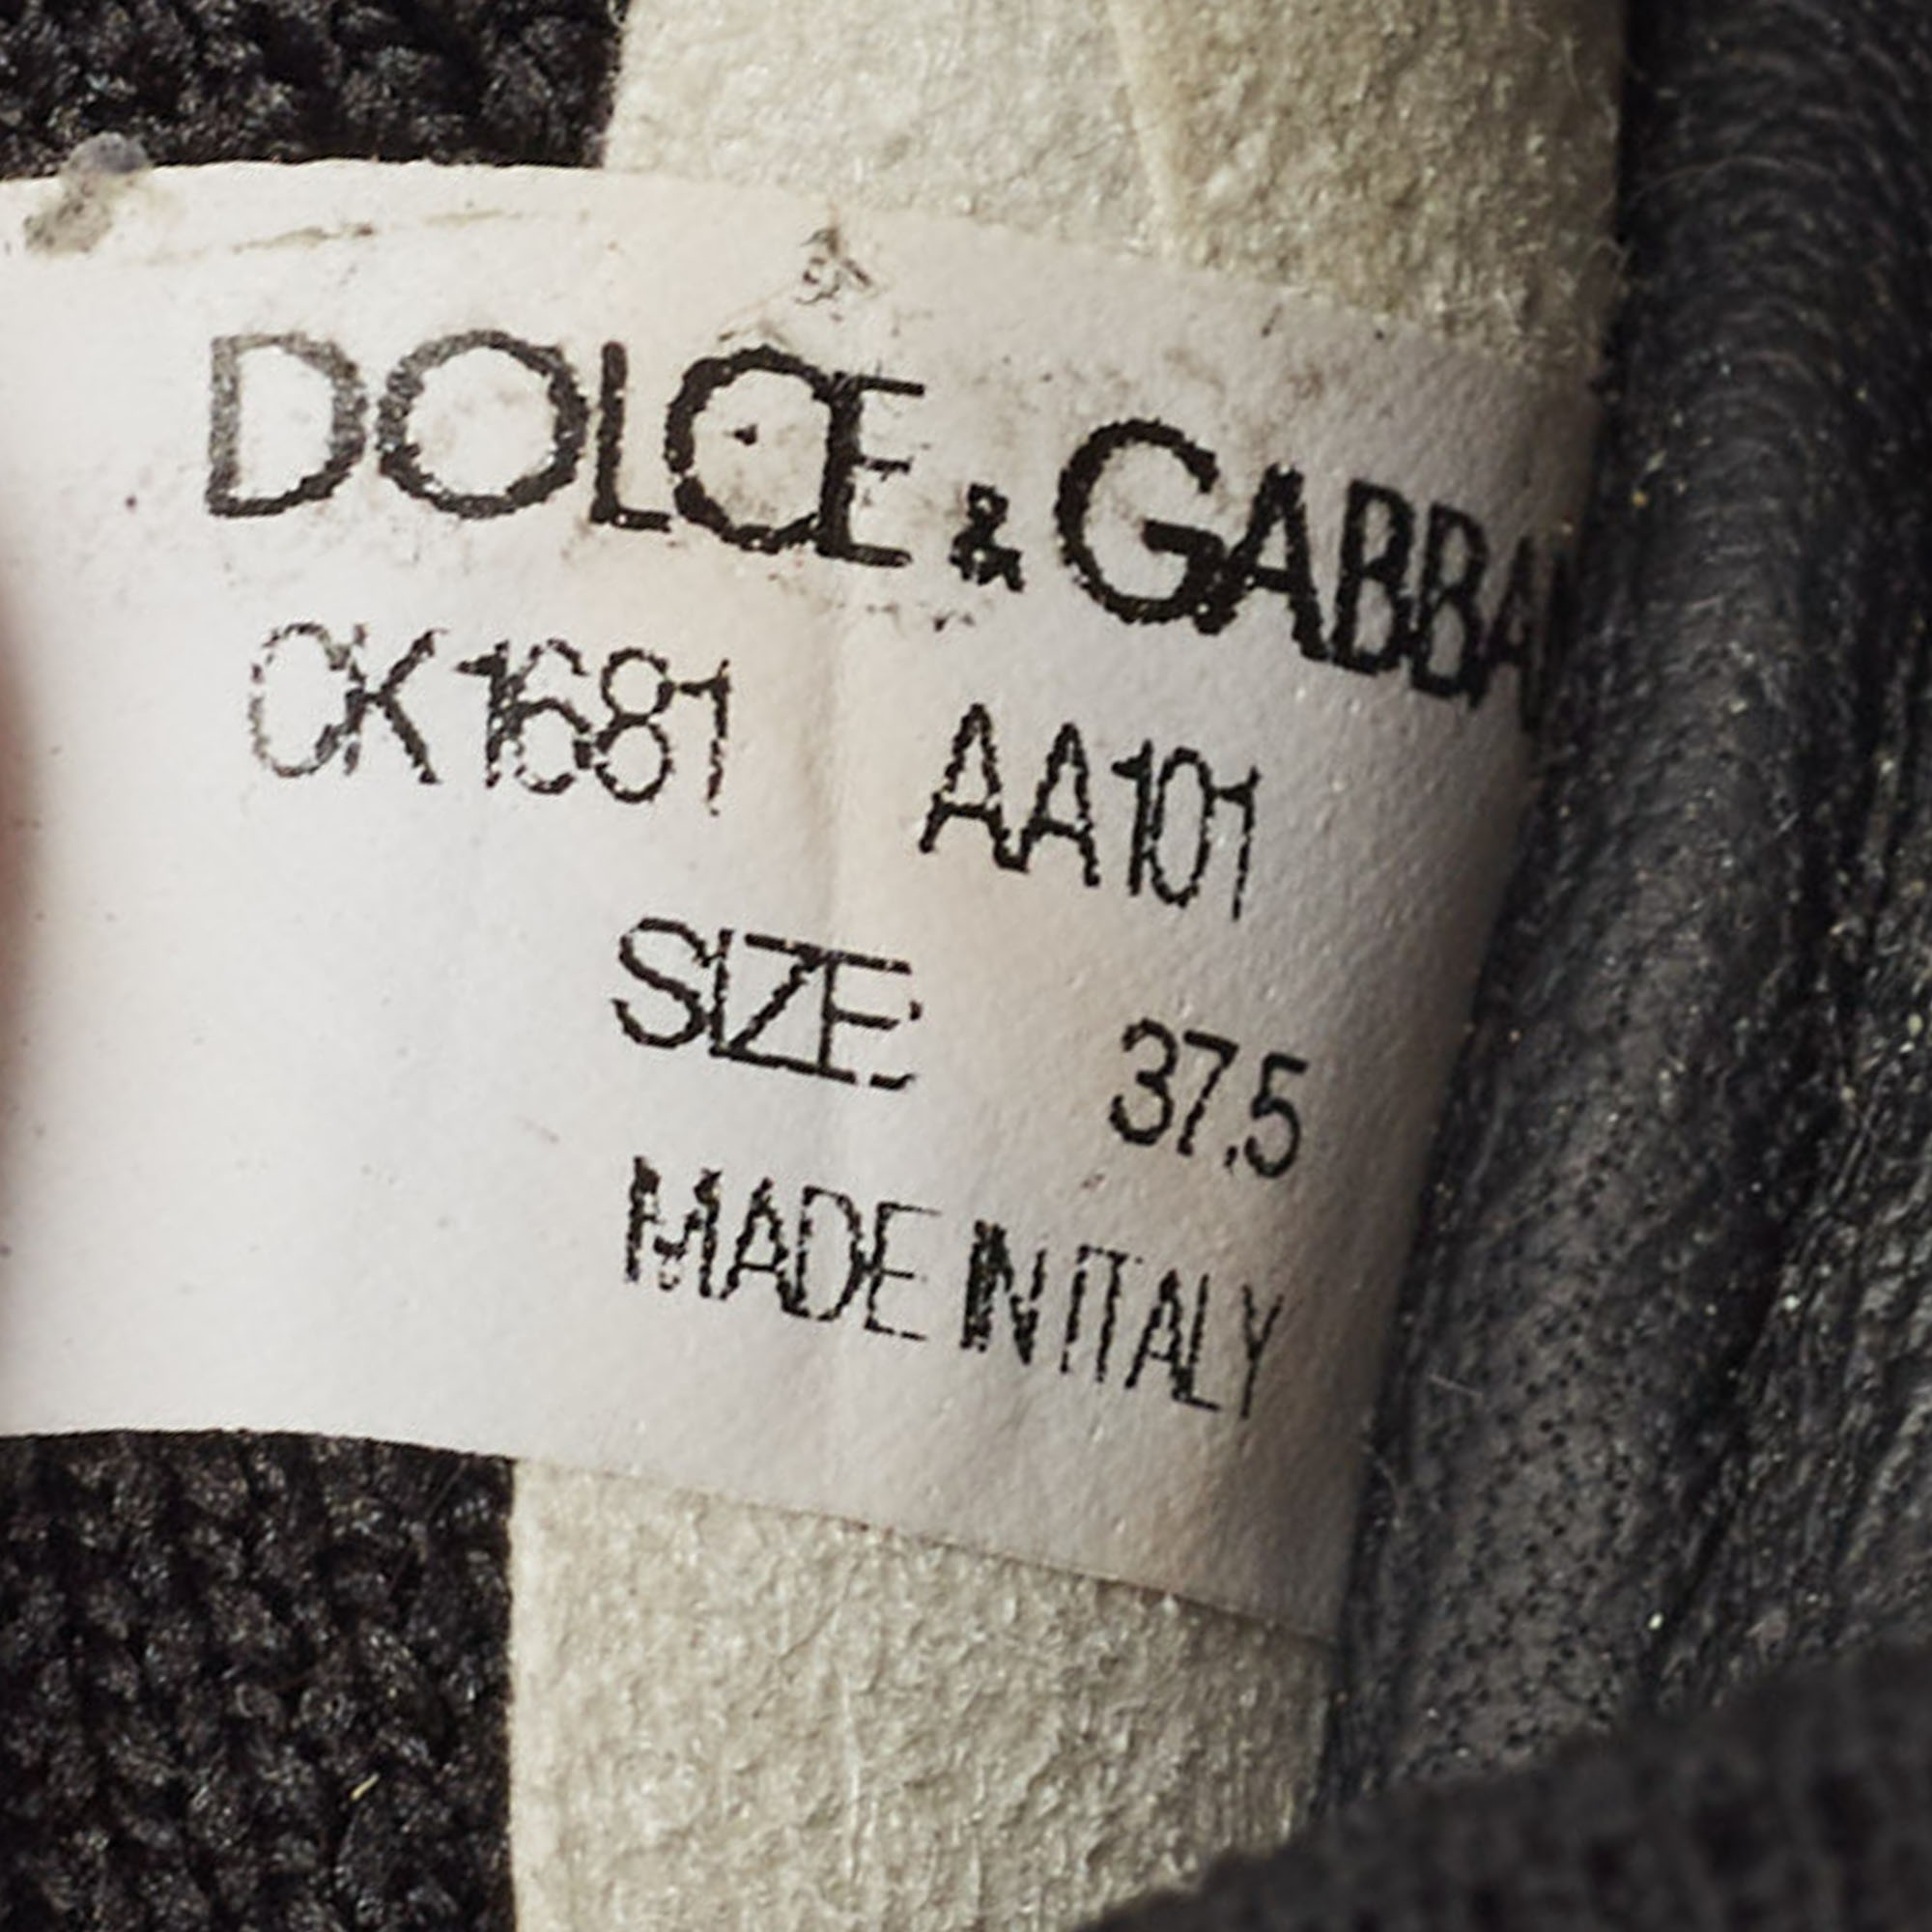 DOLCE & GABBA
CK1681 AA101
SIZE: 37.5
MADE IN ITALY